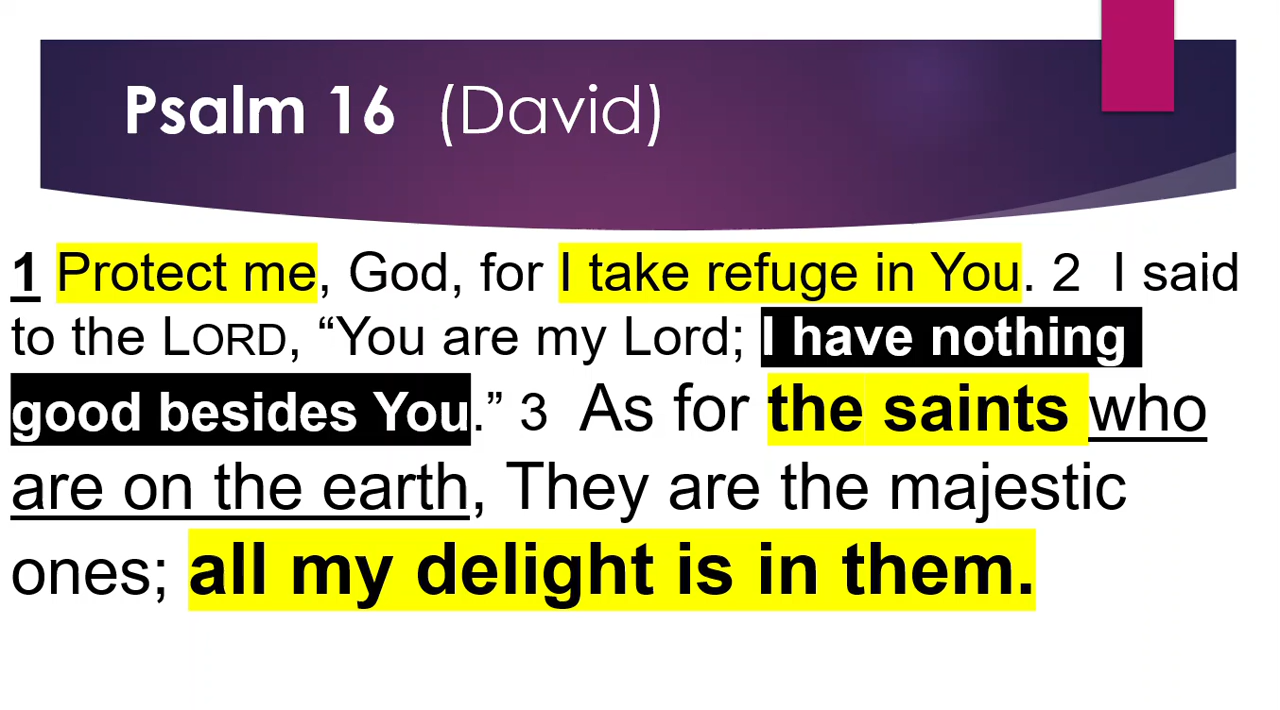 Psalm 16 (David)
1 Protect me, God, for I take refuge in You. 2 I said
to the LORD, “You are my Lord; I have nothing
good besides You.” 3 As for the saints who
are on the earth, They are the majestic
ones; all my delight is in them.